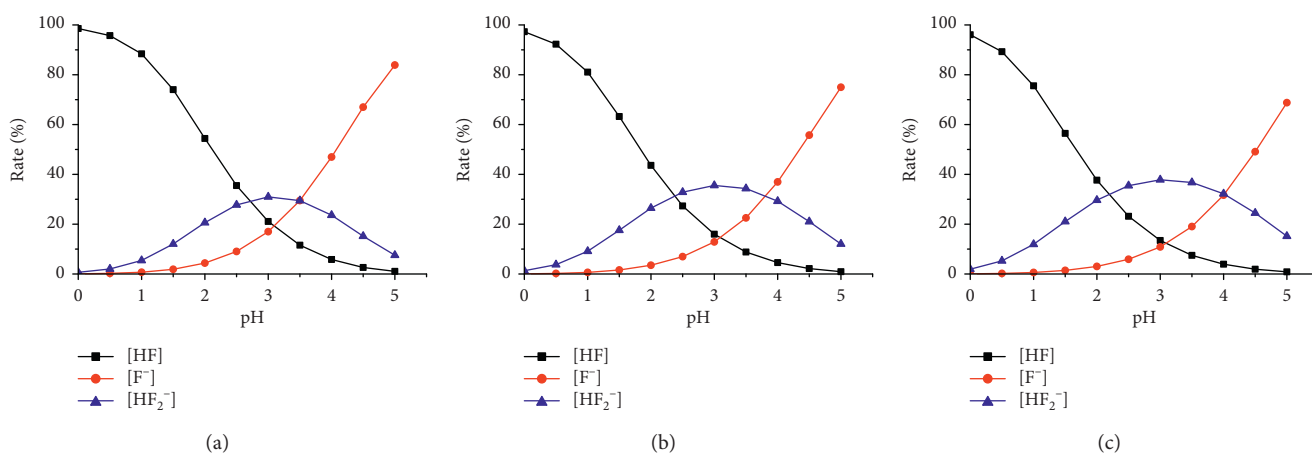 100
80
60
40
20
0
Rate (%)
0 1 2 3 4 5
pH
[HF]
[F⁻]
[HF₂⁻]
(a)
100
80
60
40
20
0
Rate (%)
0 1 2 3 4 5
pH
[HF]
[F⁻]
[HF₂⁻]
(b)
100
80
60
40
20
0
Rate (%)
0 1 2 3 4 5
pH
[HF]
[F⁻]
[HF₂⁻]
(c)